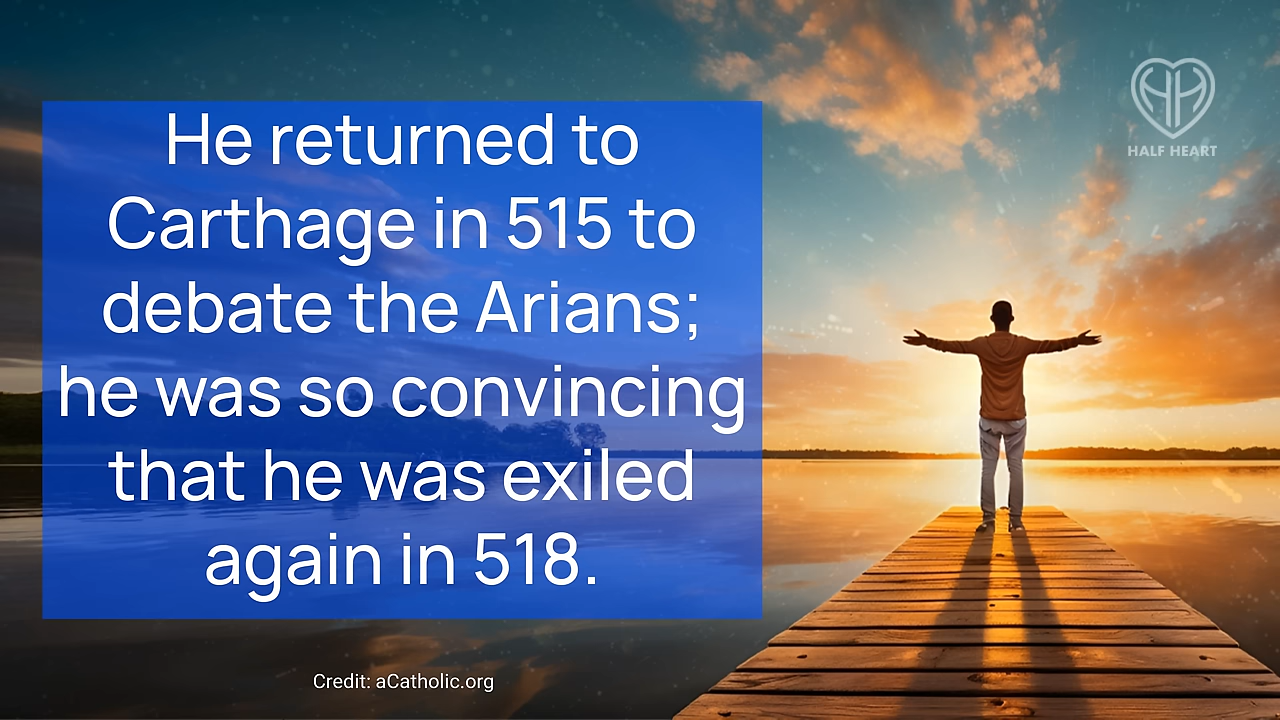 He returned to
Carthage in 515 to
debate the Arians;
he was so convincing
that he was exiled
again in 518.
HALF HEART
Credit: aCatholic.org